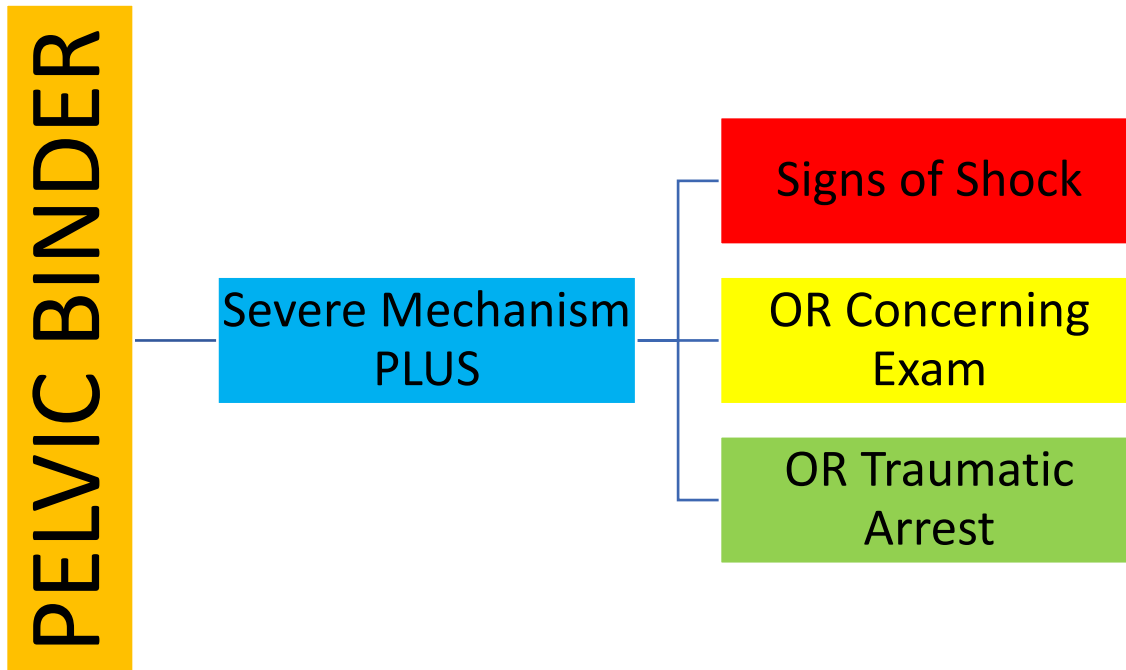 PELVIC BINDER
Severe Mechanism
PLUS
Signs of Shock
OR Concerning
Exam
OR Traumatic
Arrest